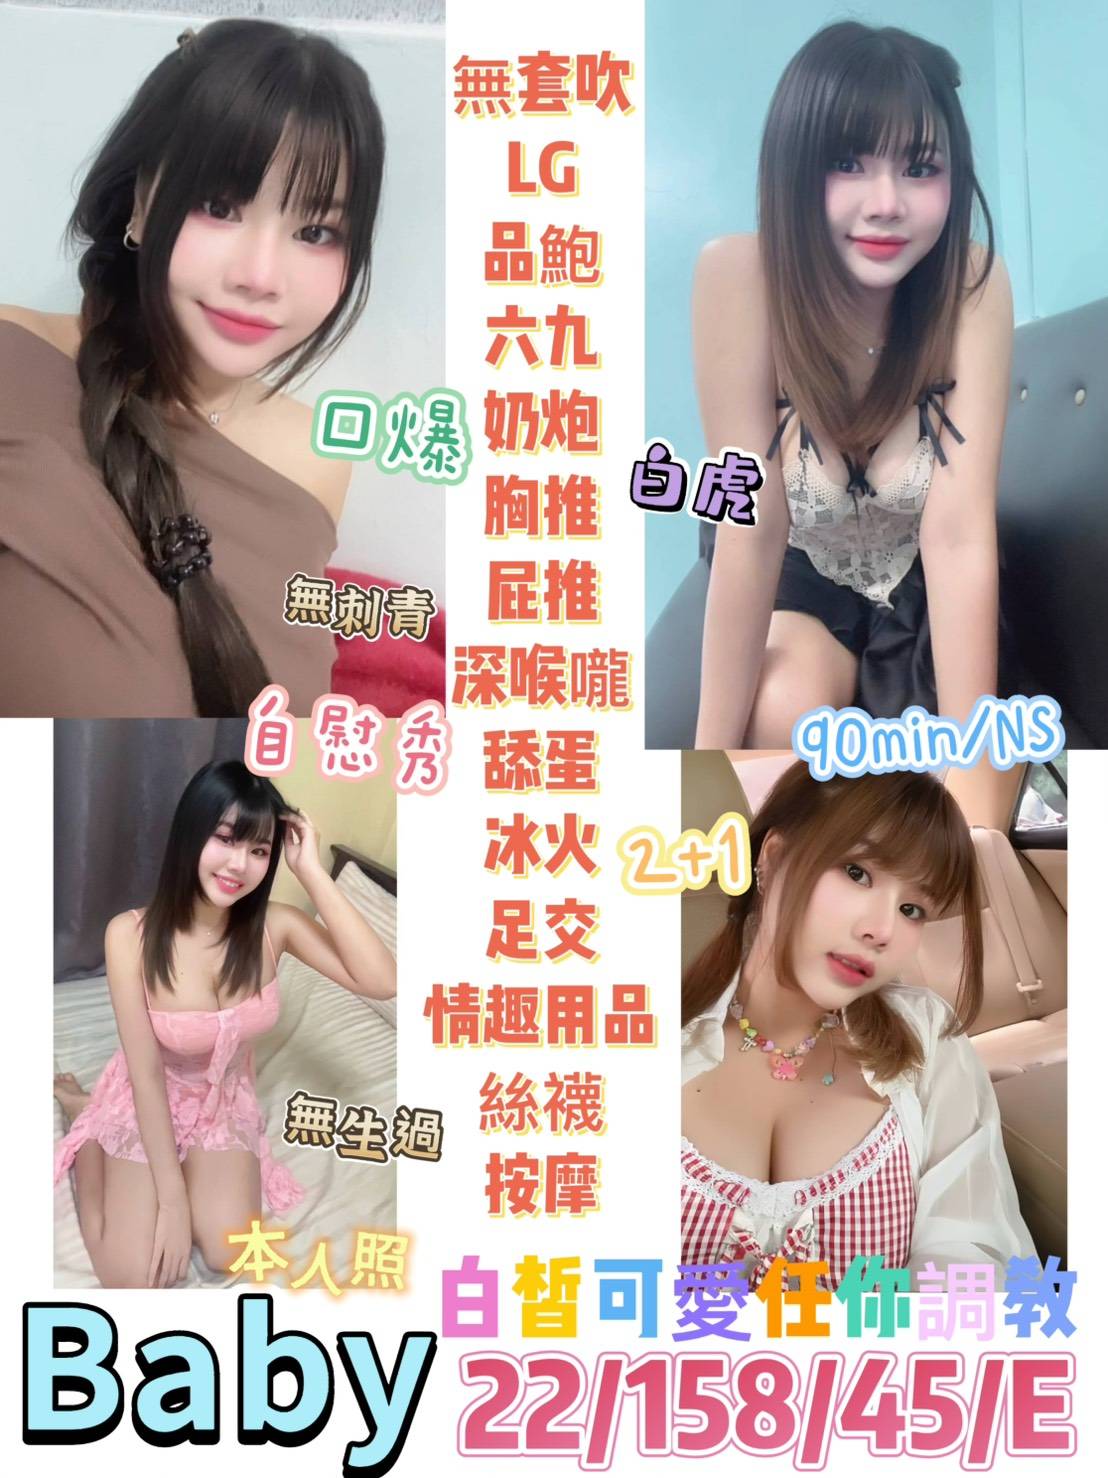 無套吹
LG
品鮑
六九
口爆
奶炮
白虎
胸推
無刺青
屁推
深喉嚨
自慰秀
90min/NS
舔蛋
冰火
2+1
足交
情趣用品
絲襪
無生過
按摩
本人照
白皙可愛任你調教
Baby
22/158/45/E